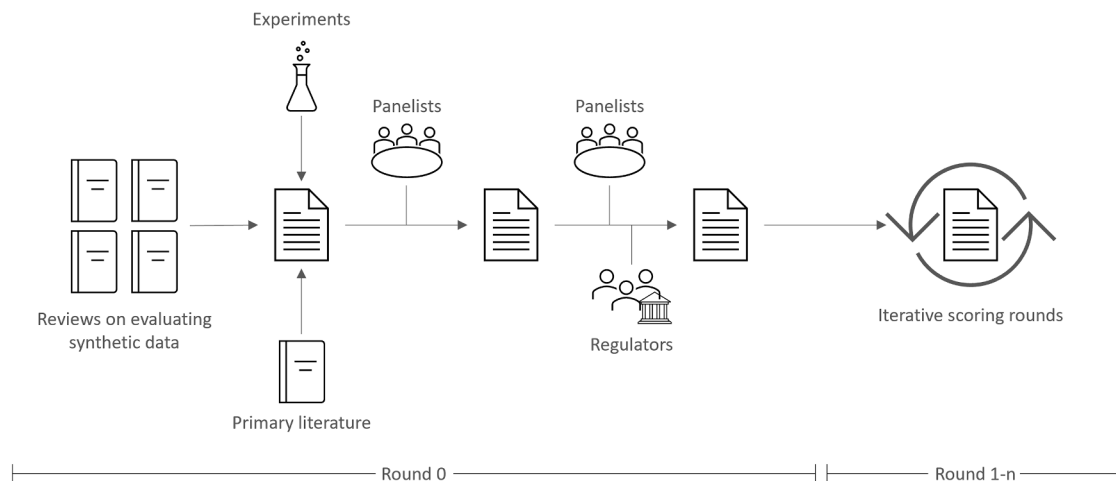 Experiments
Panelists
Panelists
Reviews on evaluating
synthetic data
Primary literature
Regulators
Iterative scoring rounds
Round 0
Round 1-n